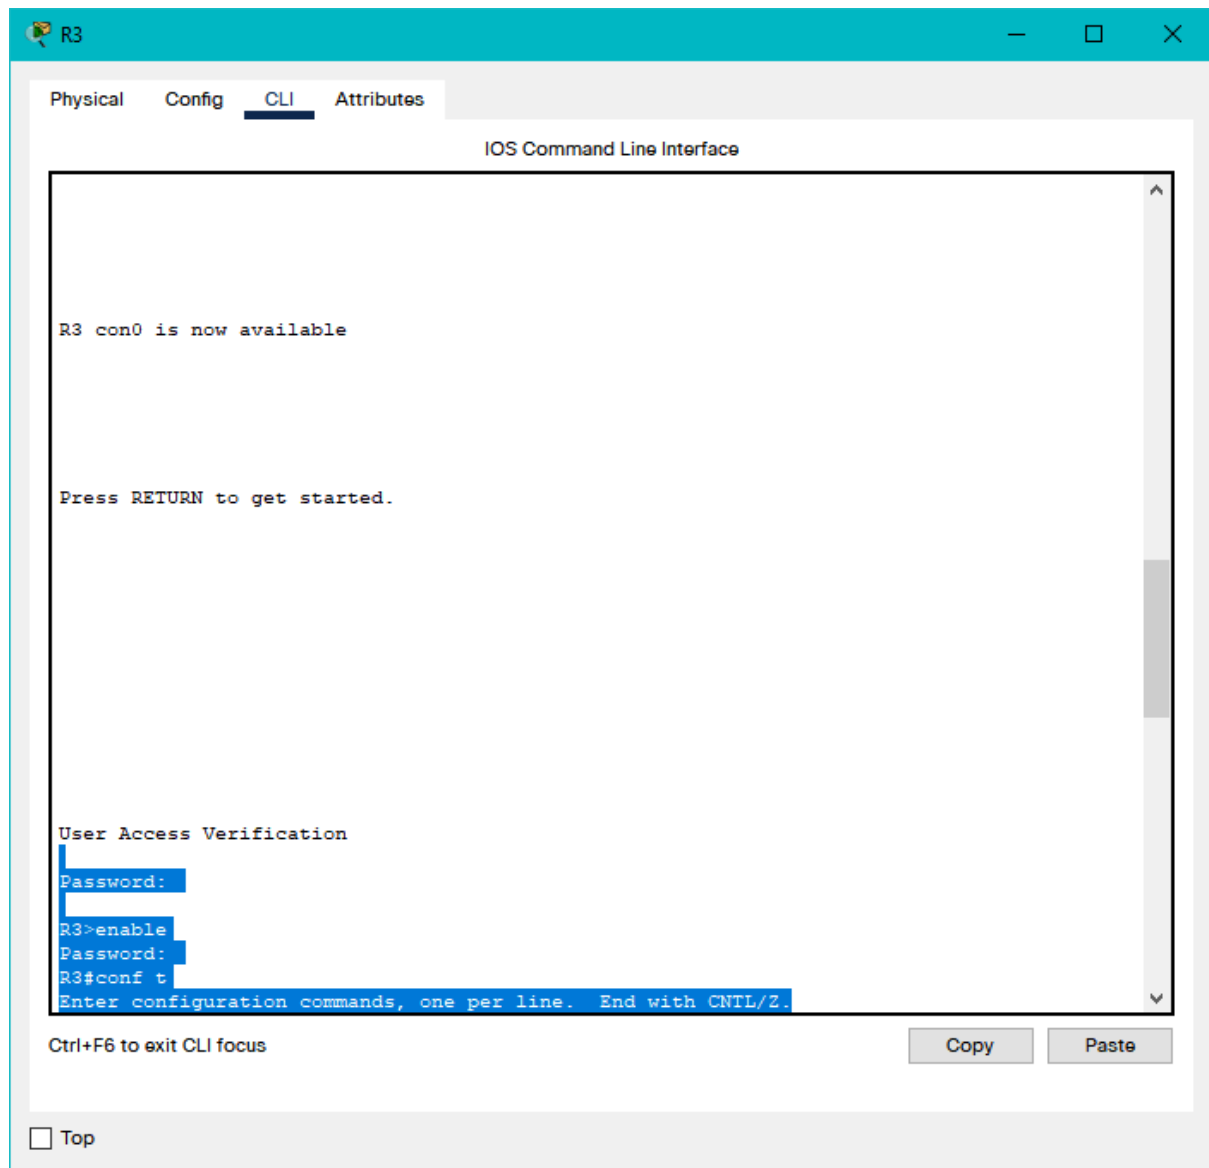 R3
Physical Config CLI Attributes
IOS Command Line Interface
R3 con0 is now available
Press RETURN to get started.
User Access Verification
Password:
R3>enable
Password:
R3#conf t
Enter configuration commands, one per line.  End with CNTL/Z.
Ctrl+F6 to exit CLI focus
Copy Paste
Top